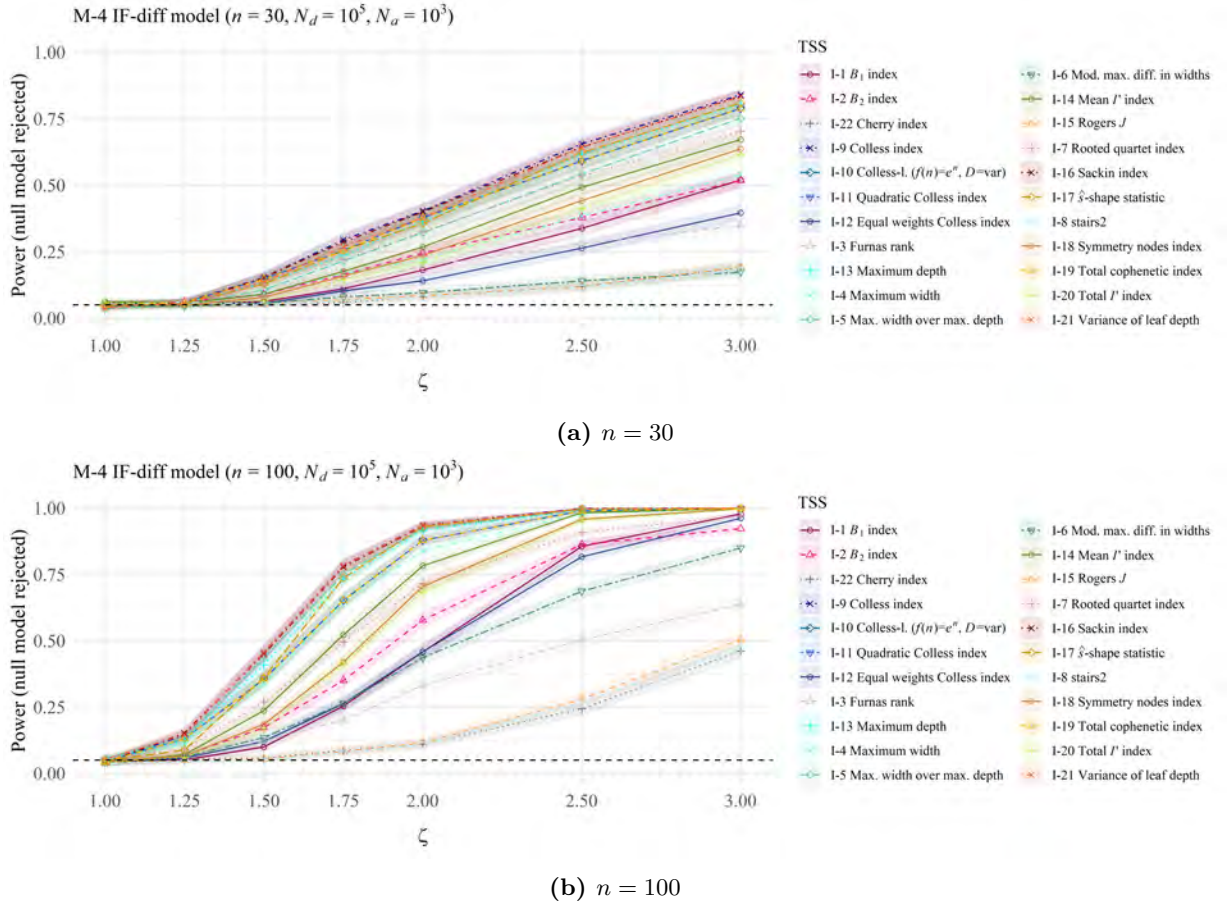 M-4 IF-diff model (n = 30, N_d = 10^5, N_a = 10^3)
Power (null model rejected)
1.00
0.75
0.50
0.25
0.00
1.00 1.25 1.50 1.75 2.00 2.50 3.00
ζ
TSS
I-1 B_1 index
I-2 B_2 index
I-22 Cherry index
I-9 Colless index
I-10 Colless-l. (f(n)=e^n, D=var)
I-11 Quadratic Colless index
I-12 Equal weights Colless index
I-3 Furnas rank
I-13 Maximum depth
I-4 Maximum width
I-5 Max. width over max. depth
I-6 Mod. max. diff. in widths
I-14 Mean I' index
I-15 Rogers J
I-7 Rooted quartet index
I-16 Sackin index
I-17 ŝ-shape statistic
I-8 stairs2
I-18 Symmetry nodes index
I-19 Total cophenetic index
I-20 Total I' index
I-21 Variance of leaf depth
(a) n = 30
M-4 IF-diff model (n = 100, N_d = 10^5, N_a = 10^3)
Power (null model rejected)
1.00
0.75
0.50
0.25
0.00
1.00 1.25 1.50 1.75 2.00 2.50 3.00
ζ
TSS
I-1 B_1 index
I-2 B_2 index
I-22 Cherry index
I-9 Colless index
I-10 Colless-l. (f(n)=e^n, D=var)
I-11 Quadratic Colless index
I-12 Equal weights Colless index
I-3 Furnas rank
I-13 Maximum depth
I-4 Maximum width
I-5 Max. width over max. depth
I-6 Mod. max. diff. in widths
I-14 Mean I' index
I-15 Rogers J
I-7 Rooted quartet index
I-16 Sackin index
I-17 ŝ-shape statistic
I-8 stairs2
I-18 Symmetry nodes index
I-19 Total cophenetic index
I-20 Total I' index
I-21 Variance of leaf depth
(b) n = 100